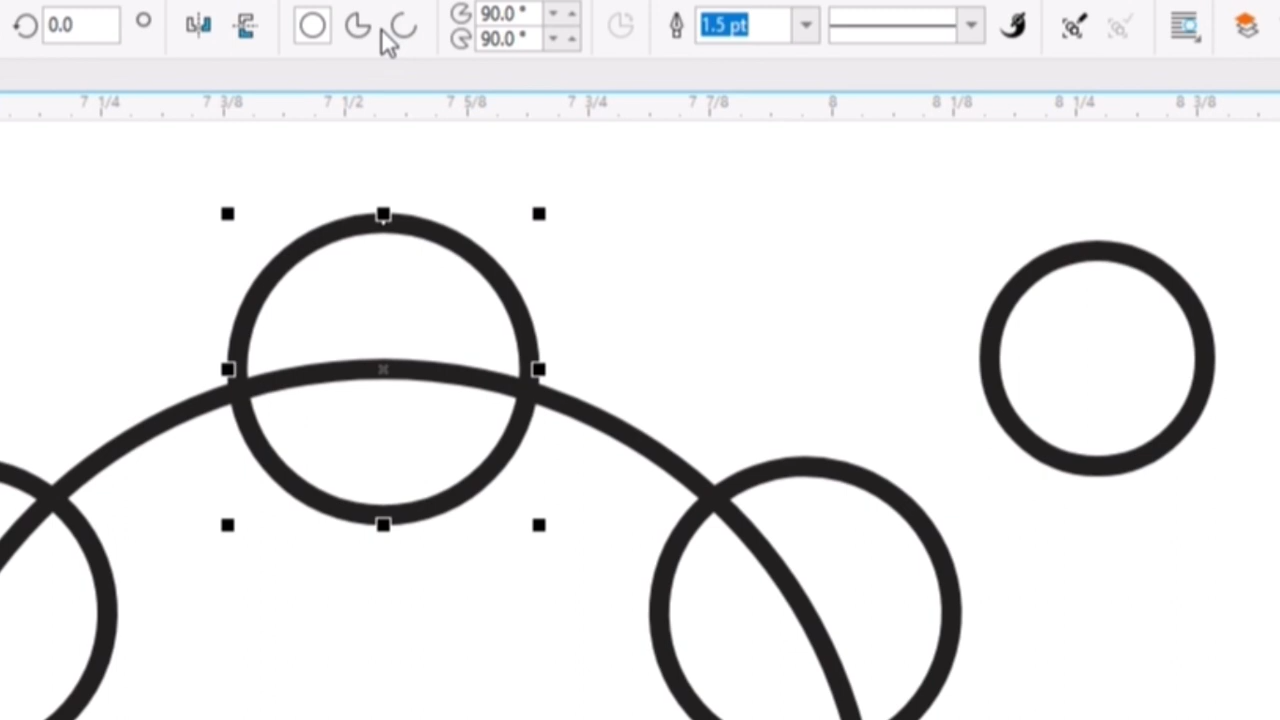 0.0
90.0 °
90.0 °
1.5 pt
7 1/4 7 3/8 7 1/2 7 5/8 7 3/4 7 7/8 8 8 1/8 8 1/4 8 3/8